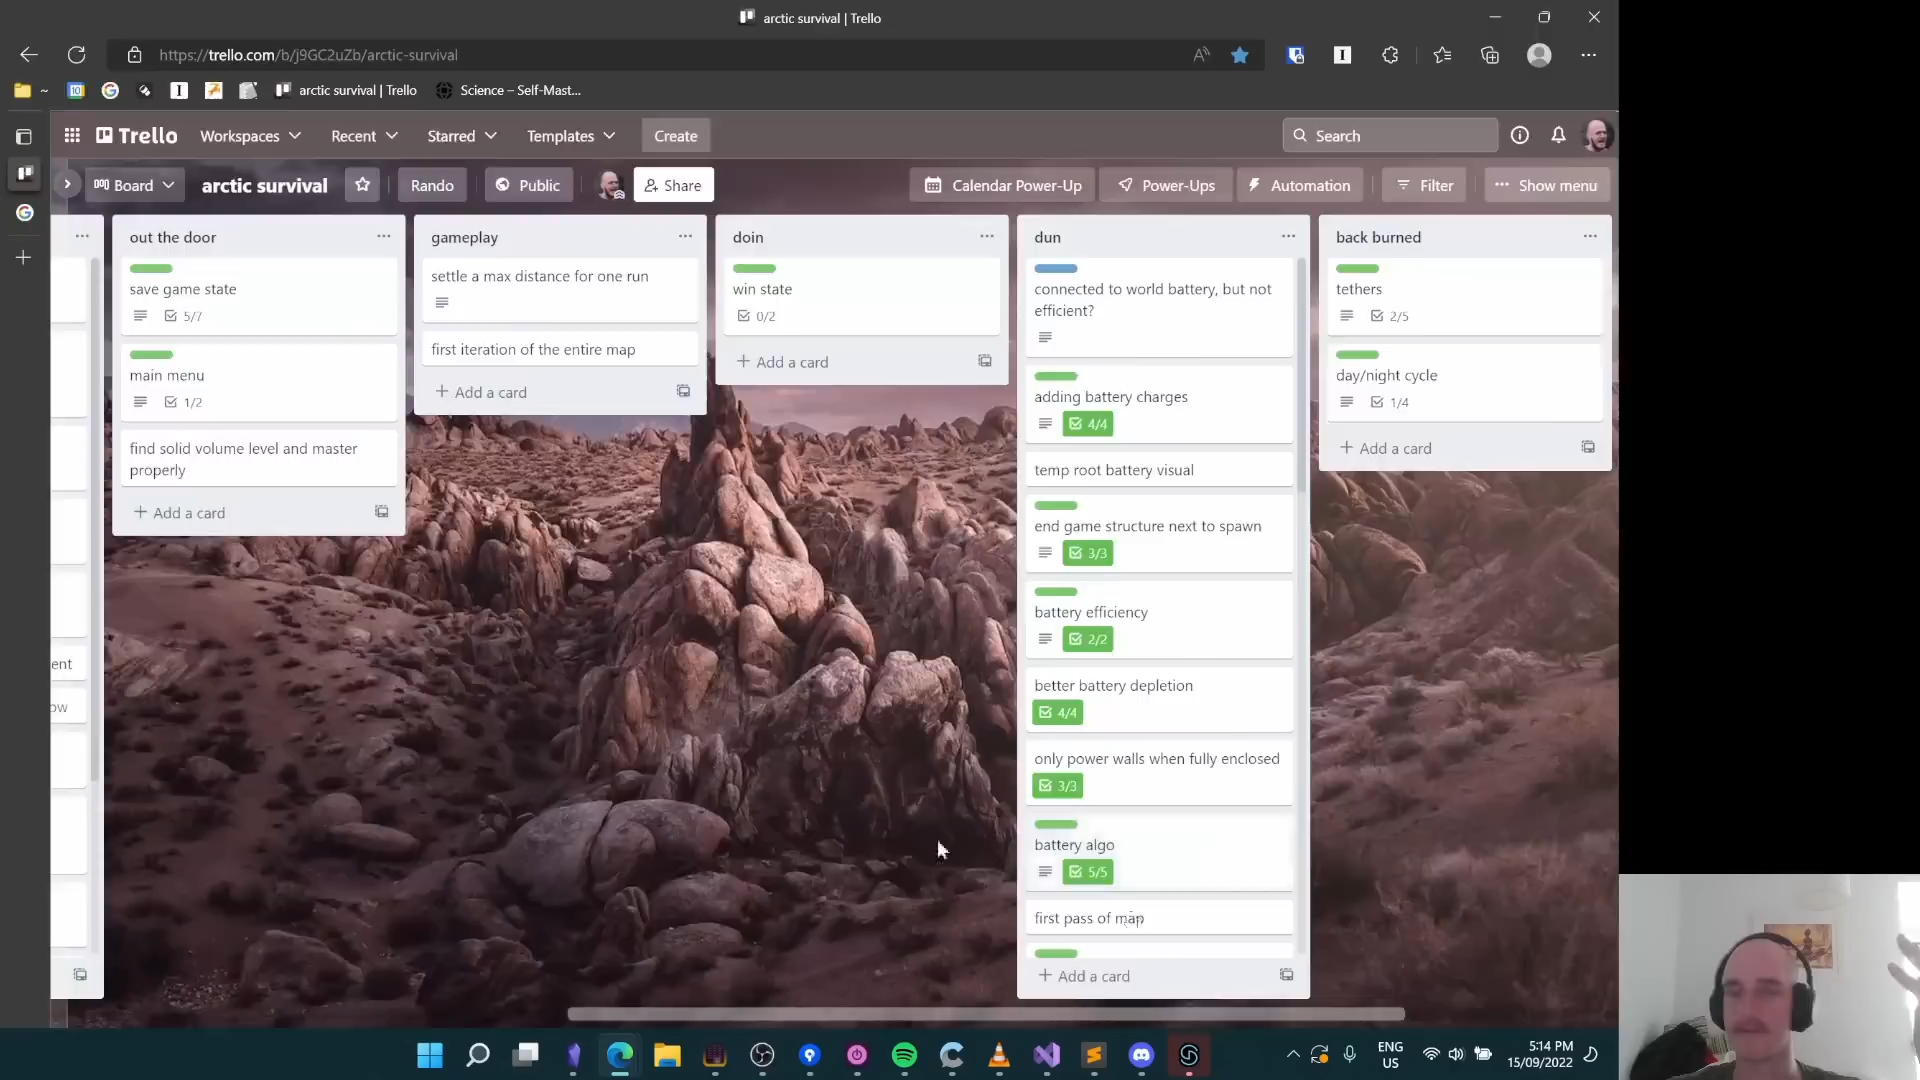 arctic survival | Trello
https://trello.com/b/j9GC2uZb/arctic-survival
~
arctic survival | Trello
Science – Self-Mast...
Trello
Workspaces
Recent
Starred
Templates
Create
Search
Board
arctic survival
Rando
Public
Share
Calendar Power-Up
Power-Ups
Automation
Filter
Show menu
ent
ow
out the door
save game state
5/7
main menu
1/2
find solid volume level and master
properly
Add a card
gameplay
settle a max distance for one run
first iteration of the entire map
Add a card
doin
win state
0/2
Add a card
dun
connected to world battery, but not
efficient?
adding battery charges
4/4
temp root battery visual
end game structure next to spawn
3/3
battery efficiency
2/2
better battery depletion
4/4
only power walls when fully enclosed
3/3
battery algo
5/5
first pass of map
Add a card
back burned
tethers
2/5
day/night cycle
1/4
Add a card
ENG
US
5:14 PM
15/09/2022